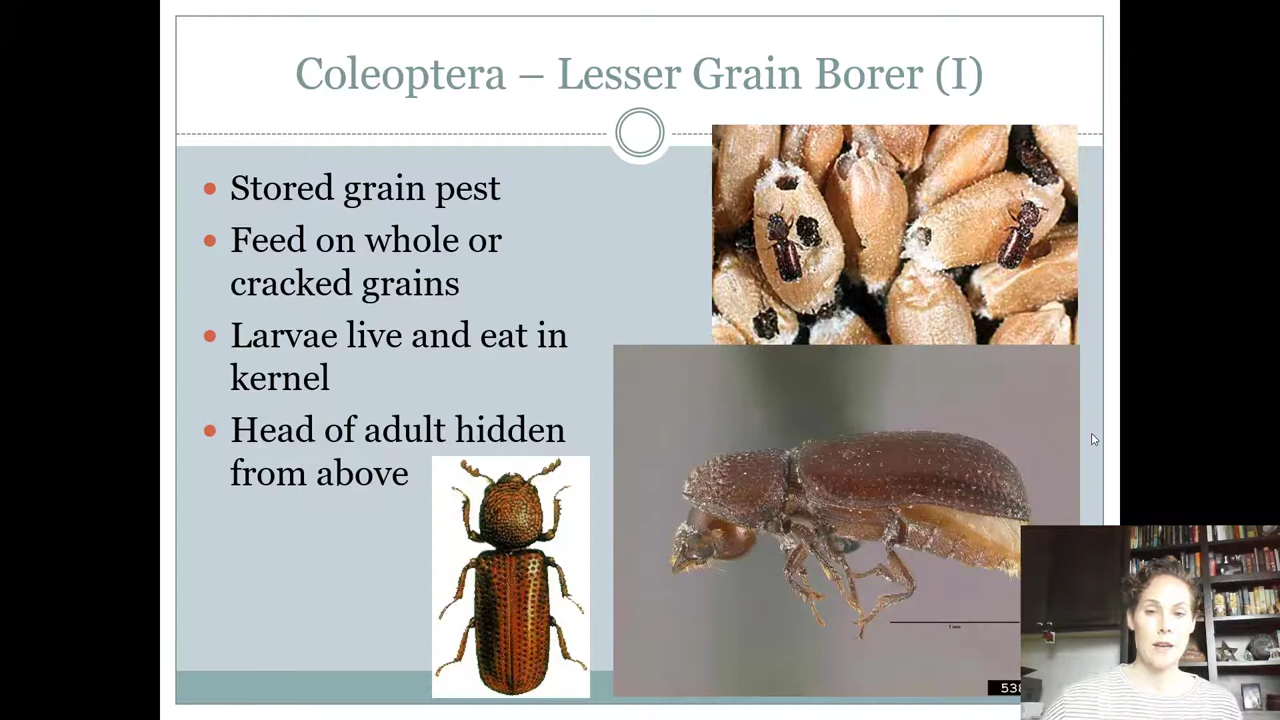 Coleoptera – Lesser Grain Borer (I)
Stored grain pest
Feed on whole or
cracked grains
Larvae live and eat in
kernel
Head of adult hidden
from above